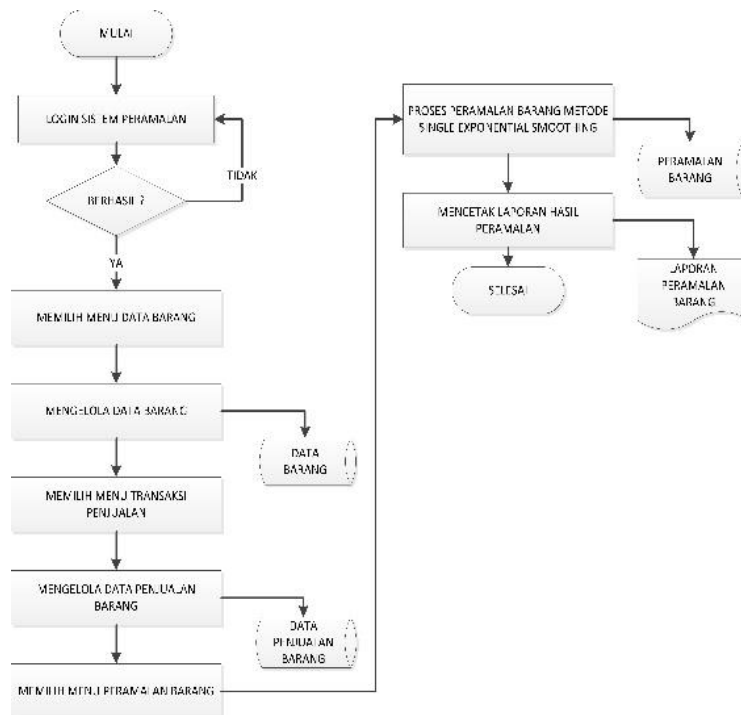 MULAI
LOGIN SISTEM PERAMALAN
TIDAK
BERHASIL ?
YA
MEMILIH MENU DATA BARANG
MENGELOLA DATA BARANG
DATA
BARANG
MEMILIH MENU TRANSAKSI
PENJUALAN
MENGELOLA DATA PENJUALAN
BARANG
DATA
PENJUALAN
BARANG
MEMILIH MENU PERAMALAN BARANG
PROSES PERAMALAN BARANG METODE
SINGLE EXPONENTIAL SMOOTHING
PERAMALAN
BARANG
MENCETAK LAPORAN HASIL
PERAMALAN
LAPORAN
PERAMALAN
BARANG
SELESAI